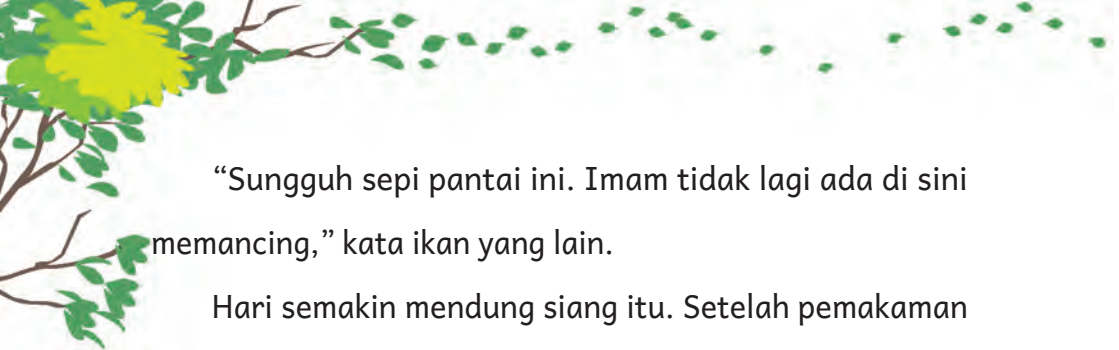 “Sungguh sepi pantai ini. Imam tidak lagi ada di sini
memancing,” kata ikan yang lain.
Hari semakin mendung siang itu. Setelah pemakaman